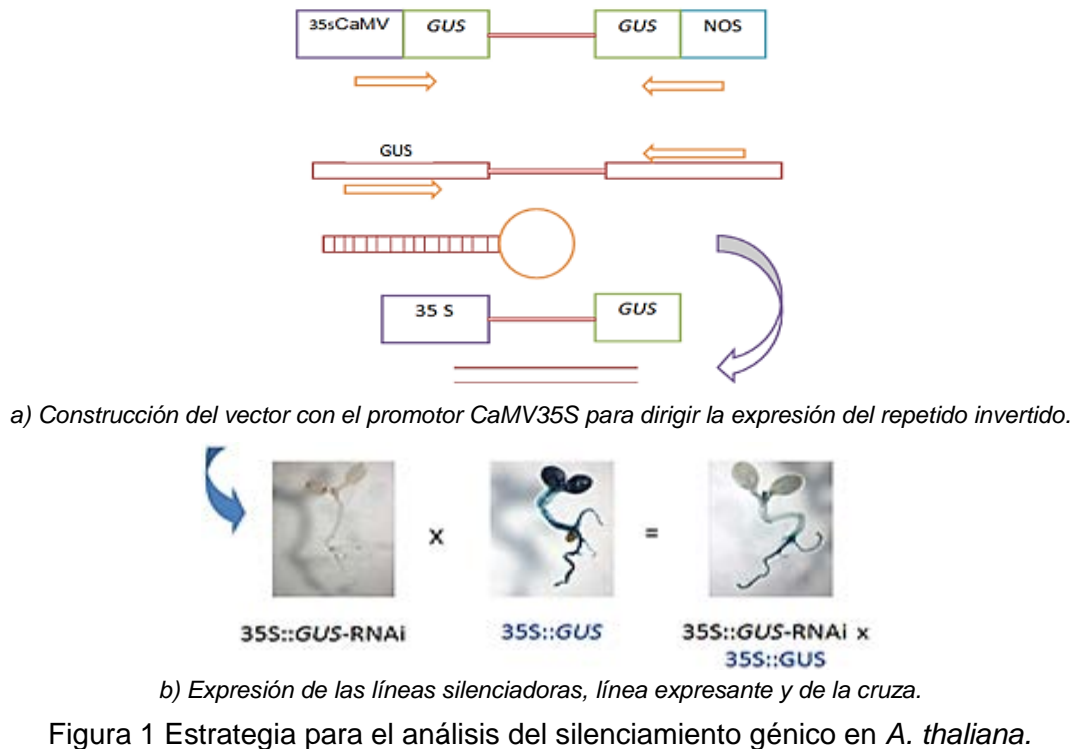 35sCaMV GUS GUS NOS
GUS
35 S GUS
a) Construcción del vector con el promotor CaMV35S para dirigir la expresión del repetido invertido.
x =
35S::GUS-RNAi 35S::GUS 35S::GUS-RNAi x
35S::GUS
b) Expresión de las líneas silenciadoras, línea expresante y de la cruza.
Figura 1 Estrategia para el análisis del silenciamiento génico en A. thaliana.